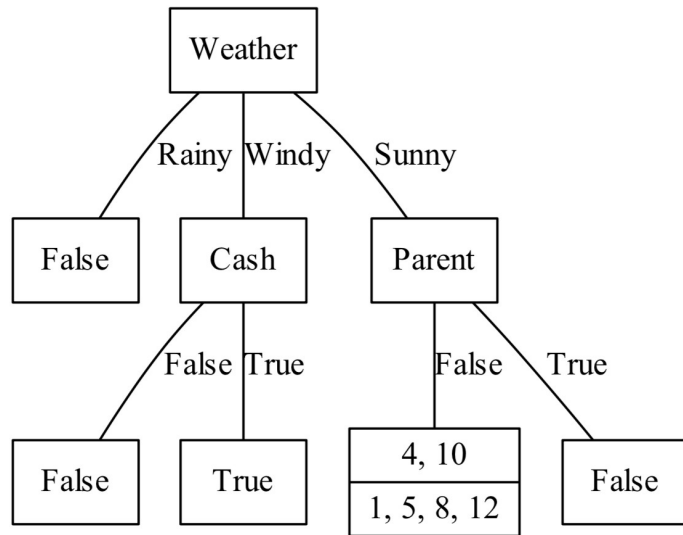 Weather
Rainy Windy Sunny
False Cash Parent
False True False True
False True 4, 10 False
1, 5, 8, 12